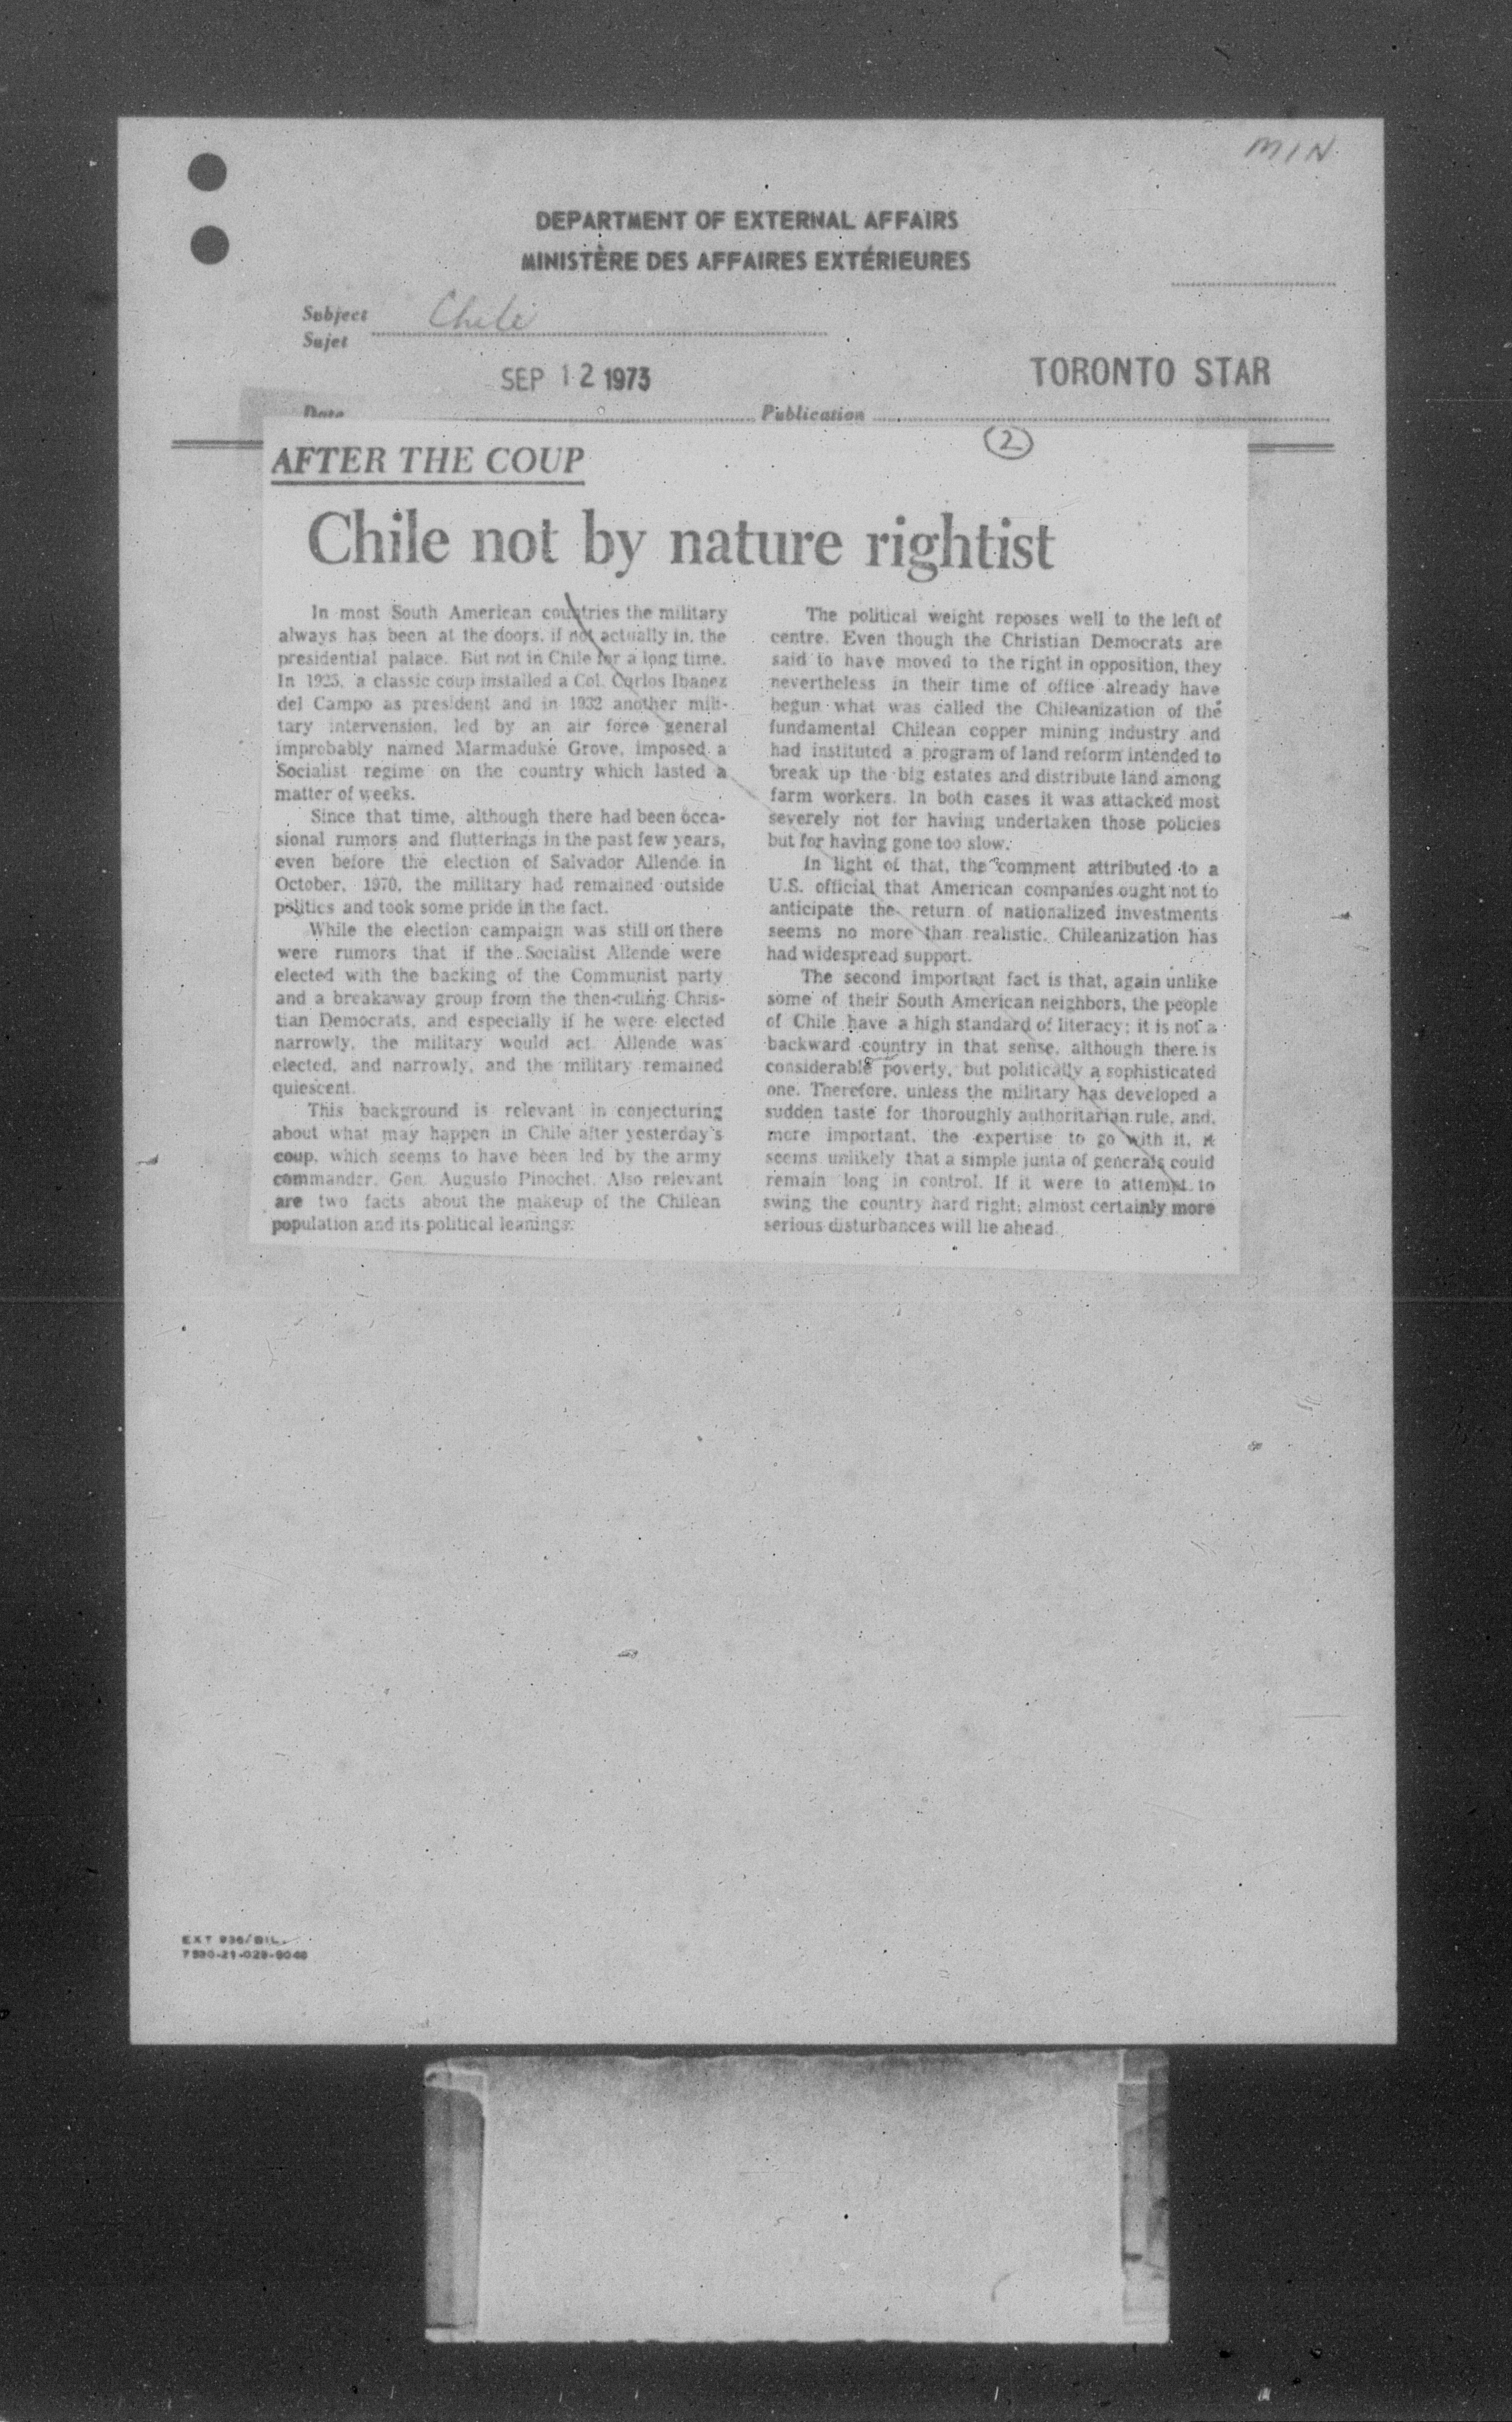 MIN
DEPARTMENT OF EXTERNAL AFFAIRS
MINISTÈRE DES AFFAIRES EXTÉRIEURES
Subject Chile
Sujet
SEP 12 1973
TORONTO STAR
Date
Publication
2
AFTER THE COUP
Chile not by nature rightist
In most South American countries the military
always has been at the doors, if not actually in, the
presidential palace. But not in Chile for a long time.
In 1925, a classic coup installed a Col. Carlos Ibanez
del Campo as president and in 1932 another mili-
tary intervension, led by an air force general
improbably named Marmaduke Grove, imposed a
Socialist regime on the country which lasted a
matter of weeks.
Since that time, although there had been occa-
sional rumors and flutterings in the past few years,
even before the election of Salvador Allende in
October, 1970, the military had remained outside
politics and took some pride in the fact.
While the election campaign was still on there
were rumors that if the Socialist Allende were
elected with the backing of the Communist party
and a breakaway group from the then-ruling Chris-
tian Democrats, and especially if he were elected
narrowly, the military would act. Allende was
elected, and narrowly, and the military remained
quiescent.
This background is relevant in conjecturing
about what may happen in Chile after yesterday's
coup, which seems to have been led by the army
commander, Gen. Augusto Pinochet. Also relevant
are two facts about the makeup of the Chilean
population and its political leanings:
The political weight reposes well to the left of
centre. Even though the Christian Democrats are
said to have moved to the right in opposition, they
nevertheless in their time of office already have
begun what was called the Chileanization of the
fundamental Chilean copper mining industry and
had instituted a program of land reform intended to
break up the big estates and distribute land among
farm workers. In both cases it was attacked most
severely not for having undertaken those policies
but for having gone too slow.
In light of that, the comment attributed to a
U.S. official that American companies ought not to
anticipate the return of nationalized investments
seems no more than realistic. Chileanization has
had widespread support.
The second important fact is that, again unlike
some of their South American neighbors, the people
of Chile have a high standard of literacy; it is not a
backward country in that sense, although there is
considerable poverty, but politically a sophisticated
one. Therefore, unless the military has developed a
sudden taste for thoroughly authoritarian rule, and,
more important, the expertise to go with it, it
seems unlikely that a simple junta of generals could
remain long in control. If it were to attempt to
swing the country hard right, almost certainly more
serious disturbances will lie ahead.
EXT 936/BIL.